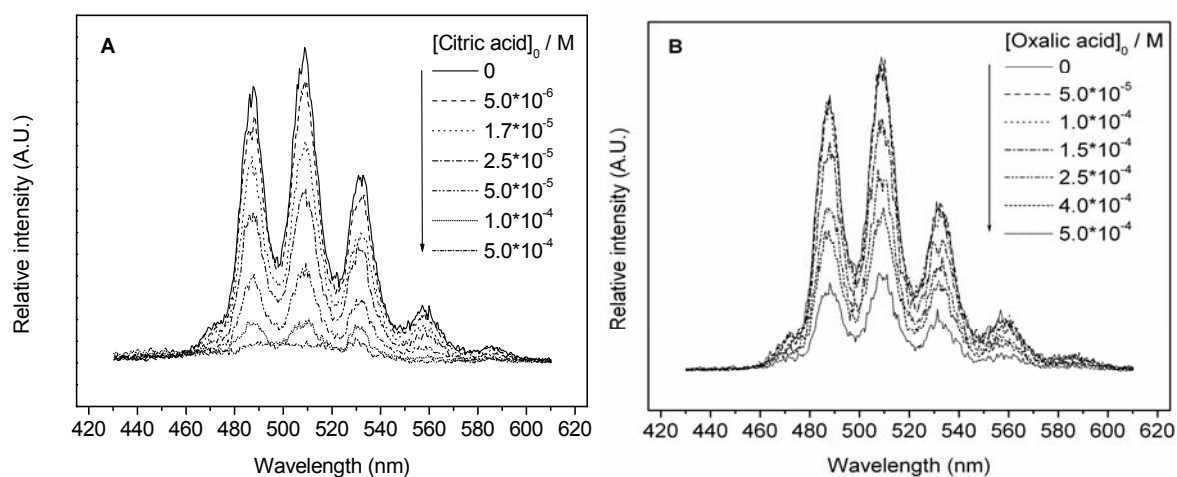 A
[Citric acid]₀ / M
0
5.0*10⁻⁶
1.7*10⁻⁵
2.5*10⁻⁵
5.0*10⁻⁵
1.0*10⁻⁴
5.0*10⁻⁴
Relative intensity (A.U.)
420 440 460 480 500 520 540 560 580 600 620
Wavelength (nm)
B
[Oxalic acid]₀ / M
0
5.0*10⁻⁵
1.0*10⁻⁴
1.5*10⁻⁴
2.5*10⁻⁴
4.0*10⁻⁴
5.0*10⁻⁴
Relative intensity (A.U.)
420 440 460 480 500 520 540 560 580 600 620
Wavelength (nm)